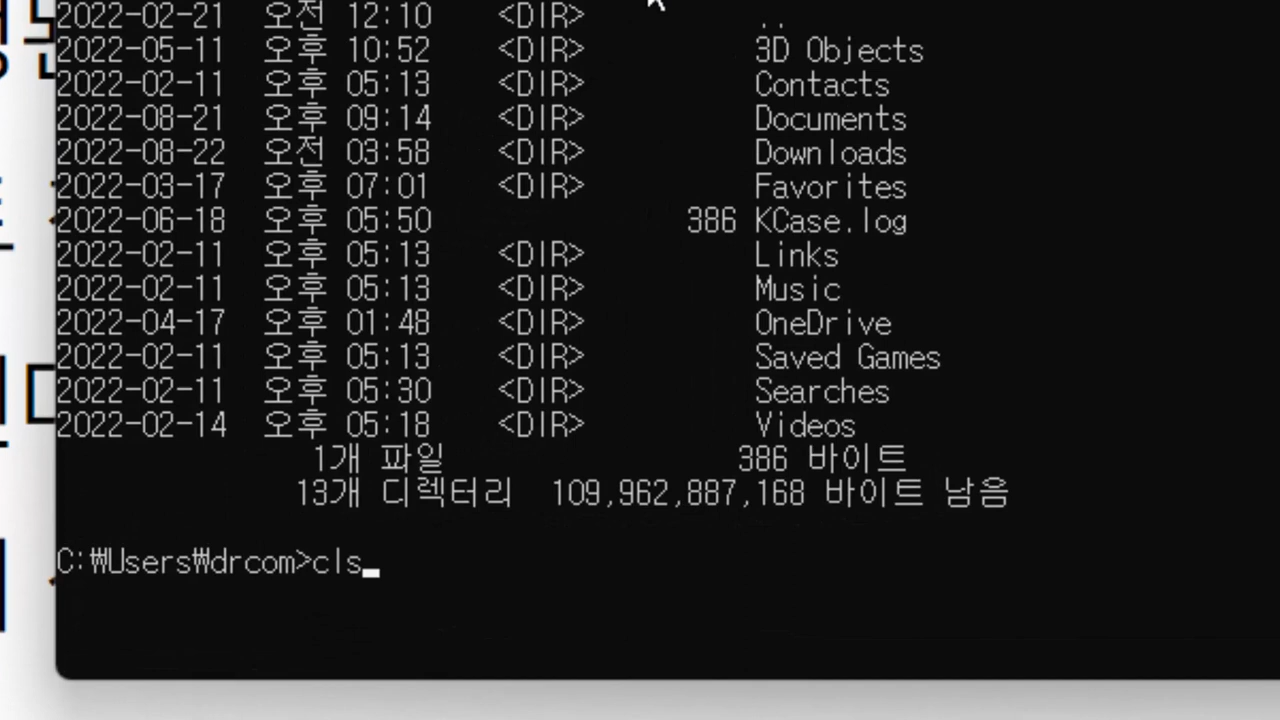 2022-02-21 오전 12:10 <DIR> ..
2022-05-11 오후 10:52 <DIR> 3D Objects
2022-02-11 오후 05:13 <DIR> Contacts
2022-08-21 오후 09:14 <DIR> Documents
2022-08-22 오전 03:58 <DIR> Downloads
2022-03-17 오후 07:01 <DIR> Favorites
2022-06-18 오후 05:50 386 KCase.log
2022-02-11 오후 05:13 <DIR> Links
2022-02-11 오후 05:13 <DIR> Music
2022-04-17 오후 01:48 <DIR> OneDrive
2022-02-11 오후 05:13 <DIR> Saved Games
2022-02-11 오후 05:30 <DIR> Searches
2022-02-14 오후 05:18 <DIR> Videos
1개 파일 386 바이트
13개 디렉터리 109,962,887,168 바이트 남음
C:₩Users₩drcom>cls